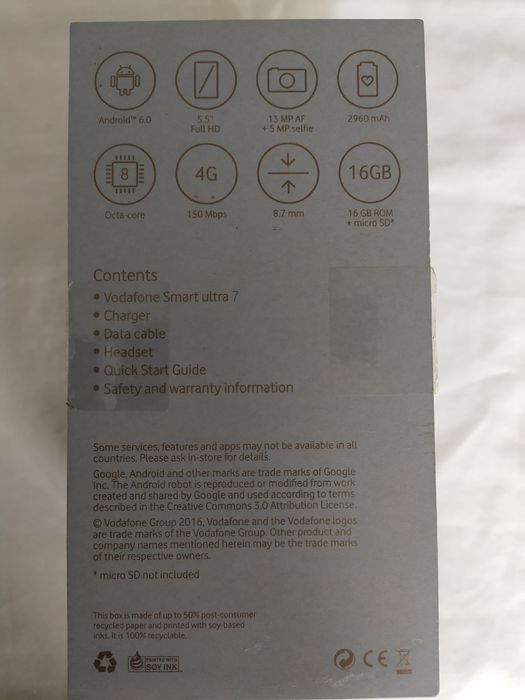 Android™ 6.0
5.5"
Full HD
13 MP AF
+ 5 MP selfie
2960 mAh
8
4G
16GB
Octa-core
150 Mbps
8.7 mm
16 GB ROM
+ micro SD*
Contents
• Vodafone Smart ultra 7
• Charger
• Data cable
• Headset
• Quick Start Guide
• Safety and warranty information
Some services, features and apps may not be available in all
countries. Please ask in-store for details.
Google, Android and other marks are trade marks of Google
Inc. The Android robot is reproduced or modified from work
created and shared by Google and used according to terms
described in the Creative Commons 3.0 Attribution License.
© Vodafone Group 2016, Vodafone and the Vodafone logos
are trade marks of the Vodafone Group. Other product and
company names mentioned herein may be the trade marks
of their respective owners.
* micro SD not included
This box is made of up to 50% post-consumer
recycled paper and printed with soy-based
inks. It is 100% recyclable.
PRINTED WITH
SOY INK
CE